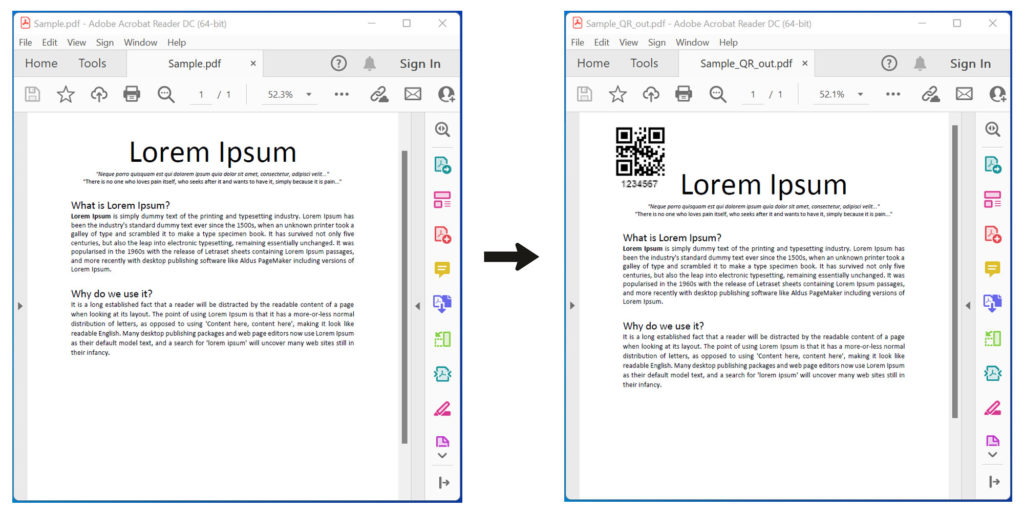 Sample.pdf - Adobe Acrobat Reader DC (64-bit)
File Edit View Sign Window Help
Home Tools Sample.pdf × ? Sign In
1 / 1 52.3%
Lorem Ipsum
"Neque porro quisquam est qui dolorem ipsum quia dolor sit amet, consectetur, adipisci velit..."
"There is no one who loves pain itself, who seeks after it and wants to have it, simply because it is pain..."
What is Lorem Ipsum?
Lorem Ipsum is simply dummy text of the printing and typesetting industry. Lorem Ipsum has
been the industry's standard dummy text ever since the 1500s, when an unknown printer took a
galley of type and scrambled it to make a type specimen book. It has survived not only five
centuries, but also the leap into electronic typesetting, remaining essentially unchanged. It was
popularised in the 1960s with the release of Letraset sheets containing Lorem Ipsum passages,
and more recently with desktop publishing software like Aldus PageMaker including versions of
Lorem Ipsum.
Why do we use it?
It is a long established fact that a reader will be distracted by the readable content of a page
when looking at its layout. The point of using Lorem Ipsum is that it has a more-or-less normal
distribution of letters, as opposed to using 'Content here, content here', making it look like
readable English. Many desktop publishing packages and web page editors now use Lorem Ipsum
as their default model text, and a search for 'lorem ipsum' will uncover many web sites still in
their infancy.
Sample_QR_out.pdf - Adobe Acrobat Reader DC (64-bit)
File Edit View Sign Window Help
Home Tools Sample_QR_out.pdf × ? Sign In
1 / 1 52.1%
1234567
Lorem Ipsum
"Neque porro quisquam est qui dolorem ipsum quia dolor sit amet, consectetur, adipisci velit..."
"There is no one who loves pain itself, who seeks after it and wants to have it, simply because it is pain..."
What is Lorem Ipsum?
Lorem Ipsum is simply dummy text of the printing and typesetting industry. Lorem Ipsum has
been the industry's standard dummy text ever since the 1500s, when an unknown printer took a
galley of type and scrambled it to make a type specimen book. It has survived not only five
centuries, but also the leap into electronic typesetting, remaining essentially unchanged. It was
popularised in the 1960s with the release of Letraset sheets containing Lorem Ipsum passages,
and more recently with desktop publishing software like Aldus PageMaker including versions of
Lorem Ipsum.
Why do we use it?
It is a long established fact that a reader will be distracted by the readable content of a page
when looking at its layout. The point of using Lorem Ipsum is that it has a more-or-less normal
distribution of letters, as opposed to using 'Content here, content here', making it look like
readable English. Many desktop publishing packages and web page editors now use Lorem Ipsum
as their default model text, and a search for 'lorem ipsum' will uncover many web sites still in
their infancy.